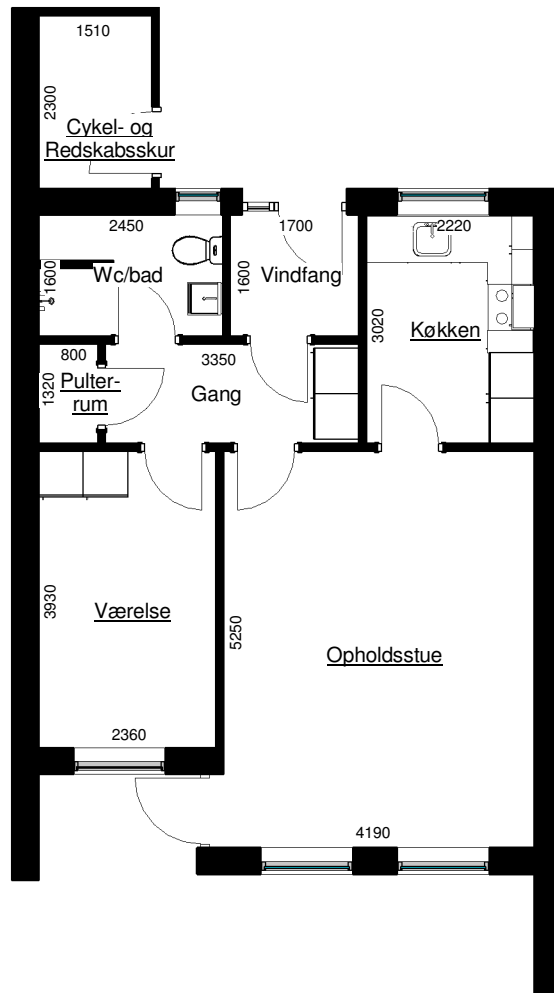 1510
2300
Cykel- og
Redskabsskur
2450
1700
2220
1600
Wc/bad
1600
Vindfang
3020
Køkken
800
3350
1320
Pulter-
rum
Gang
3930
Værelse
5250
Opholdsstue
2360
4190